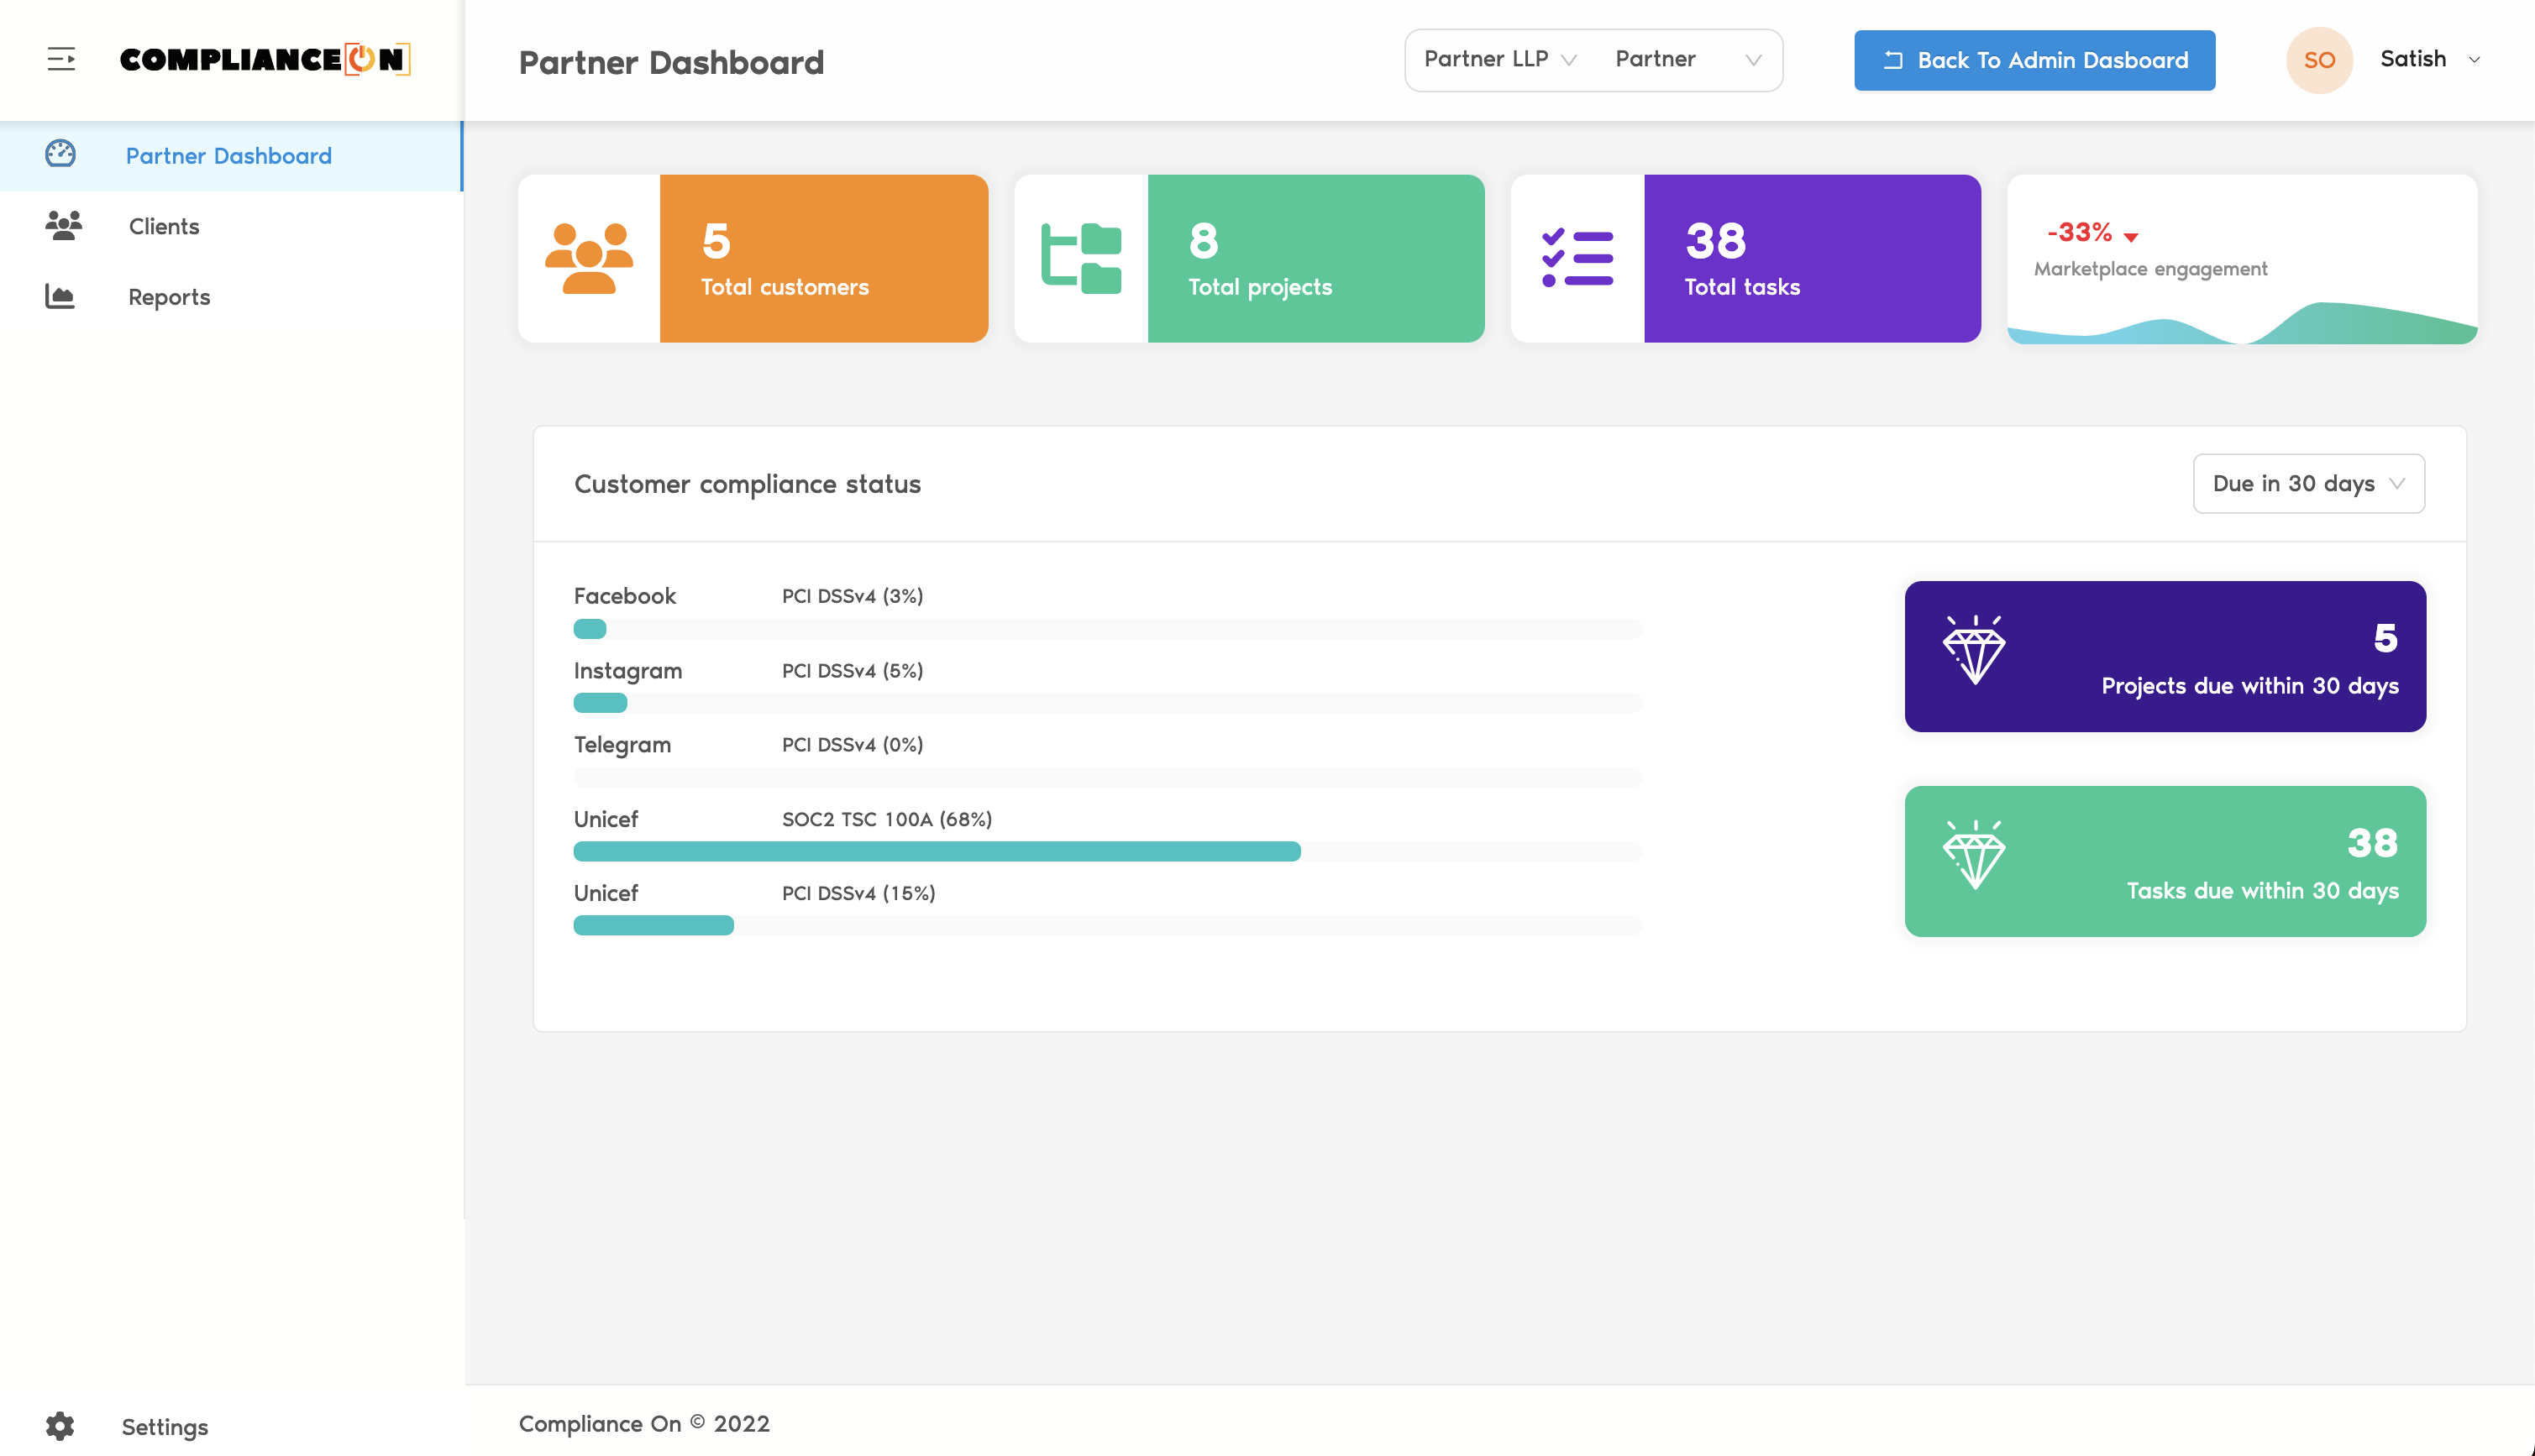 COMPLIANCE[ON]
Partner Dashboard
Partner LLP Partner
Back To Admin Dasboard
SO Satish
Partner Dashboard
Clients
Reports
Settings
5
Total customers
8
Total projects
38
Total tasks
-33%
Marketplace engagement
Customer compliance status
Due in 30 days
Facebook PCI DSSv4 (3%)
Instagram PCI DSSv4 (5%)
Telegram PCI DSSv4 (0%)
Unicef SOC2 TSC 100A (68%)
Unicef PCI DSSv4 (15%)
5
Projects due within 30 days
38
Tasks due within 30 days
Compliance On © 2022